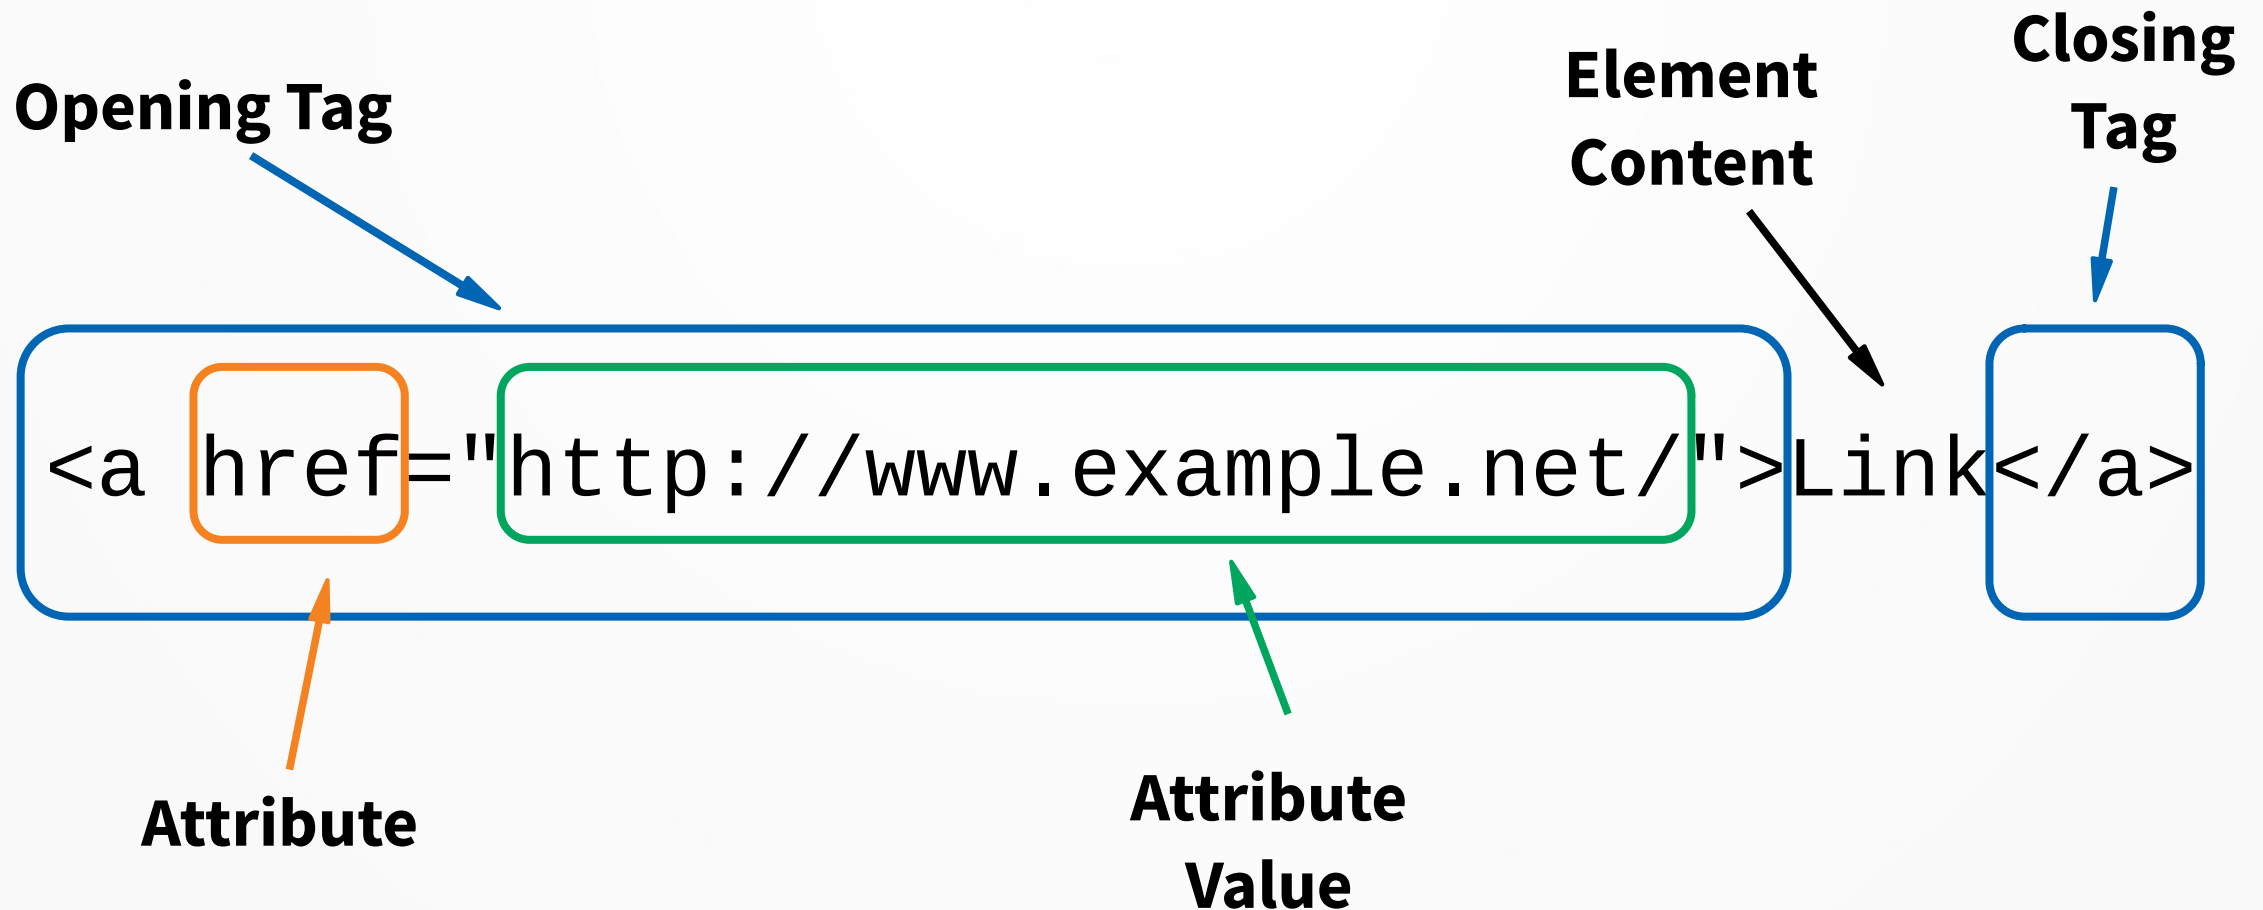 Opening Tag
Element
Content
Closing
Tag
<a href="http://www.example.net/">Link</a>
Attribute
Attribute
Value